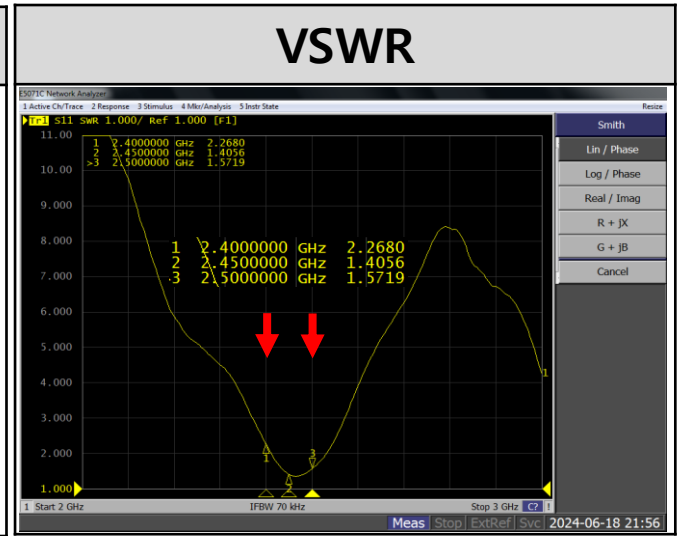 VSWR
E5071C Network Analyzer
1 Active Ch/Trace 2 Response 3 Stimulus 4 Mkr/Analysis 5 Instr State
Resize
Tr1 S11 SWR 1.000/ Ref 1.000 [F1]
1 2.4000000 GHz 2.2680
2 2.4500000 GHz 1.4056
>3 2.5000000 GHz 1.5719
11.00
10.00
9.000
8.000
7.000
6.000
5.000
4.000
3.000
2.000
1.000
1 2.4000000 GHz 2.2680
2 2.4500000 GHz 1.4056
3 2.5000000 GHz 1.5719
1
1
2
3
Smith
Lin / Phase
Log / Phase
Real / Imag
R + jX
G + jB
Cancel
1 Start 2 GHz
IFBW 70 kHz
Stop 3 GHz C? !
Meas Stop ExtRef Svc 2024-06-18 21:56